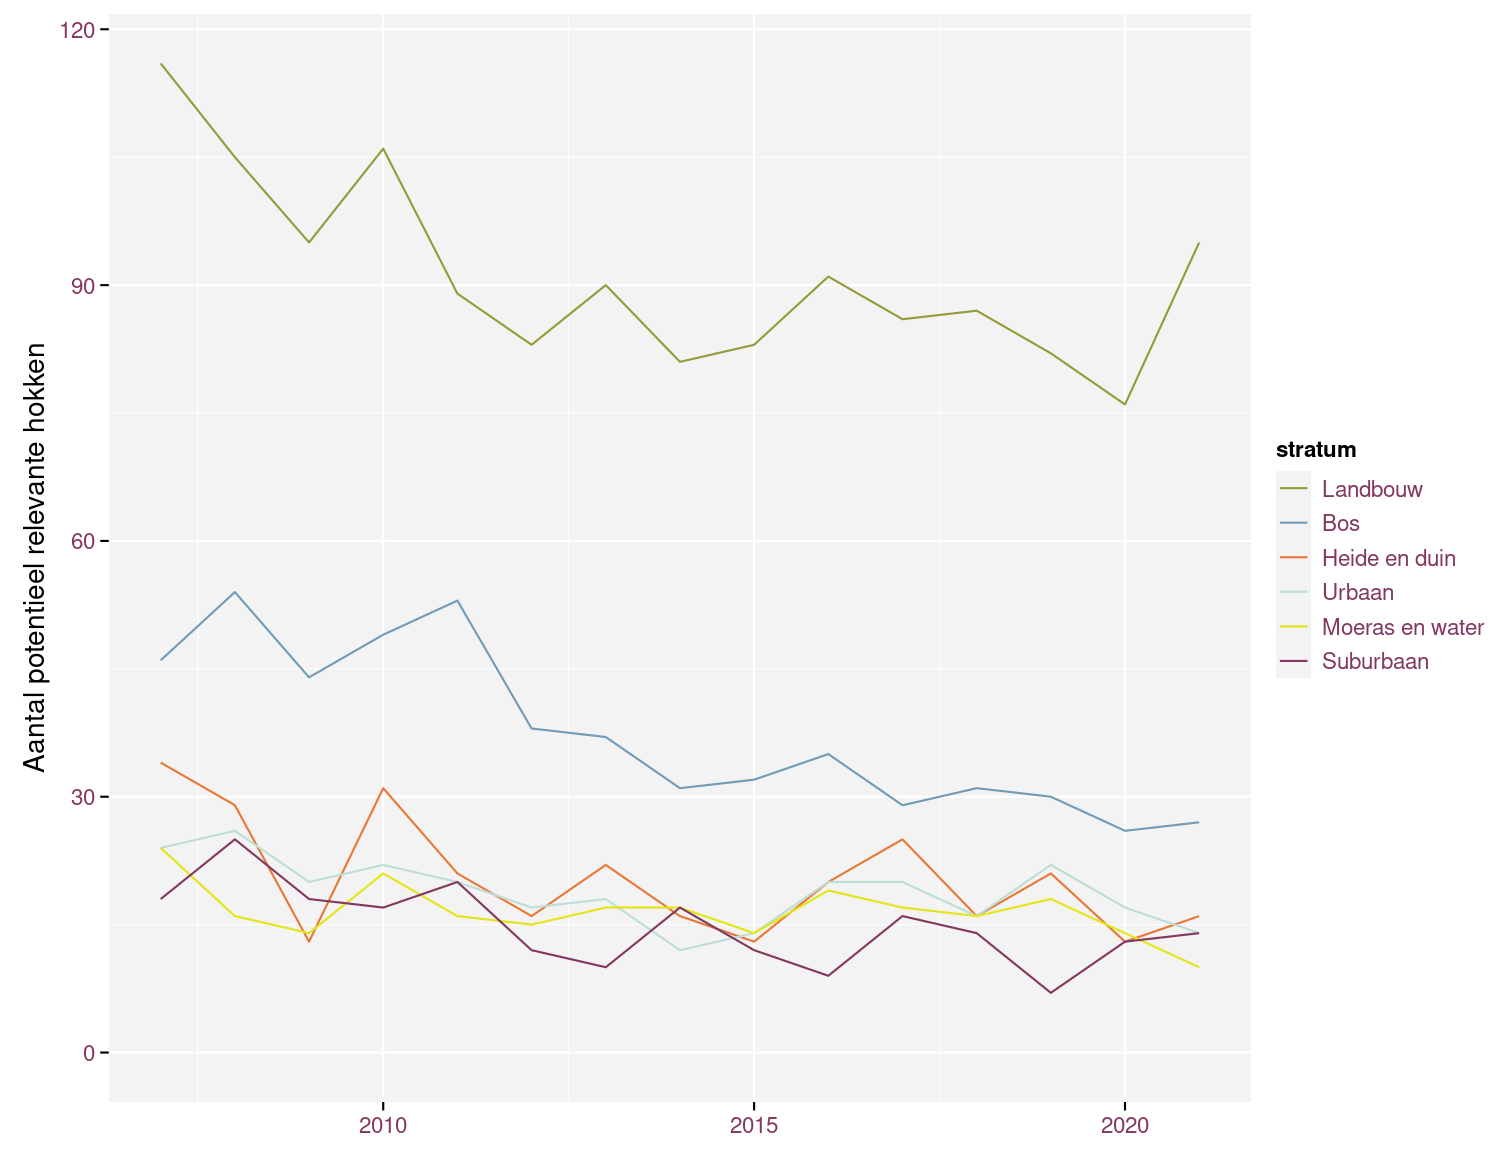 Aantal potentieel relevante hokken
120
90
60
30
0
2010
2015
2020
stratum
Landbouw
Bos
Heide en duin
Urbaan
Moeras en water
Suburbaan